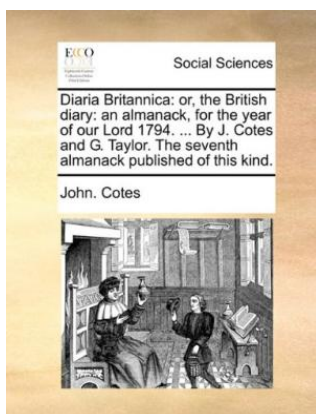 ECCO
Social Sciences
Diaria Britannica: or, the British
diary: an almanack, for the year
of our Lord 1794. ... By J. Cotes
and G. Taylor. The seventh
almanack published of this kind.
John. Cotes